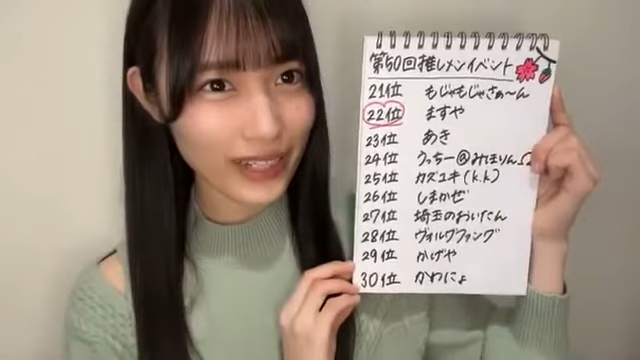 第50回推しメンイベント
21位 もじゃもじゃさぁ〜ん
22位 ますや
23位 あき
24位 うっちー@みほりん♫
25位 カズユキ(k.k)
26位 しまかぜ
27位 埼玉のおいたん
28位 ヴォルグファング
29位 かげや
30位 かわにょ